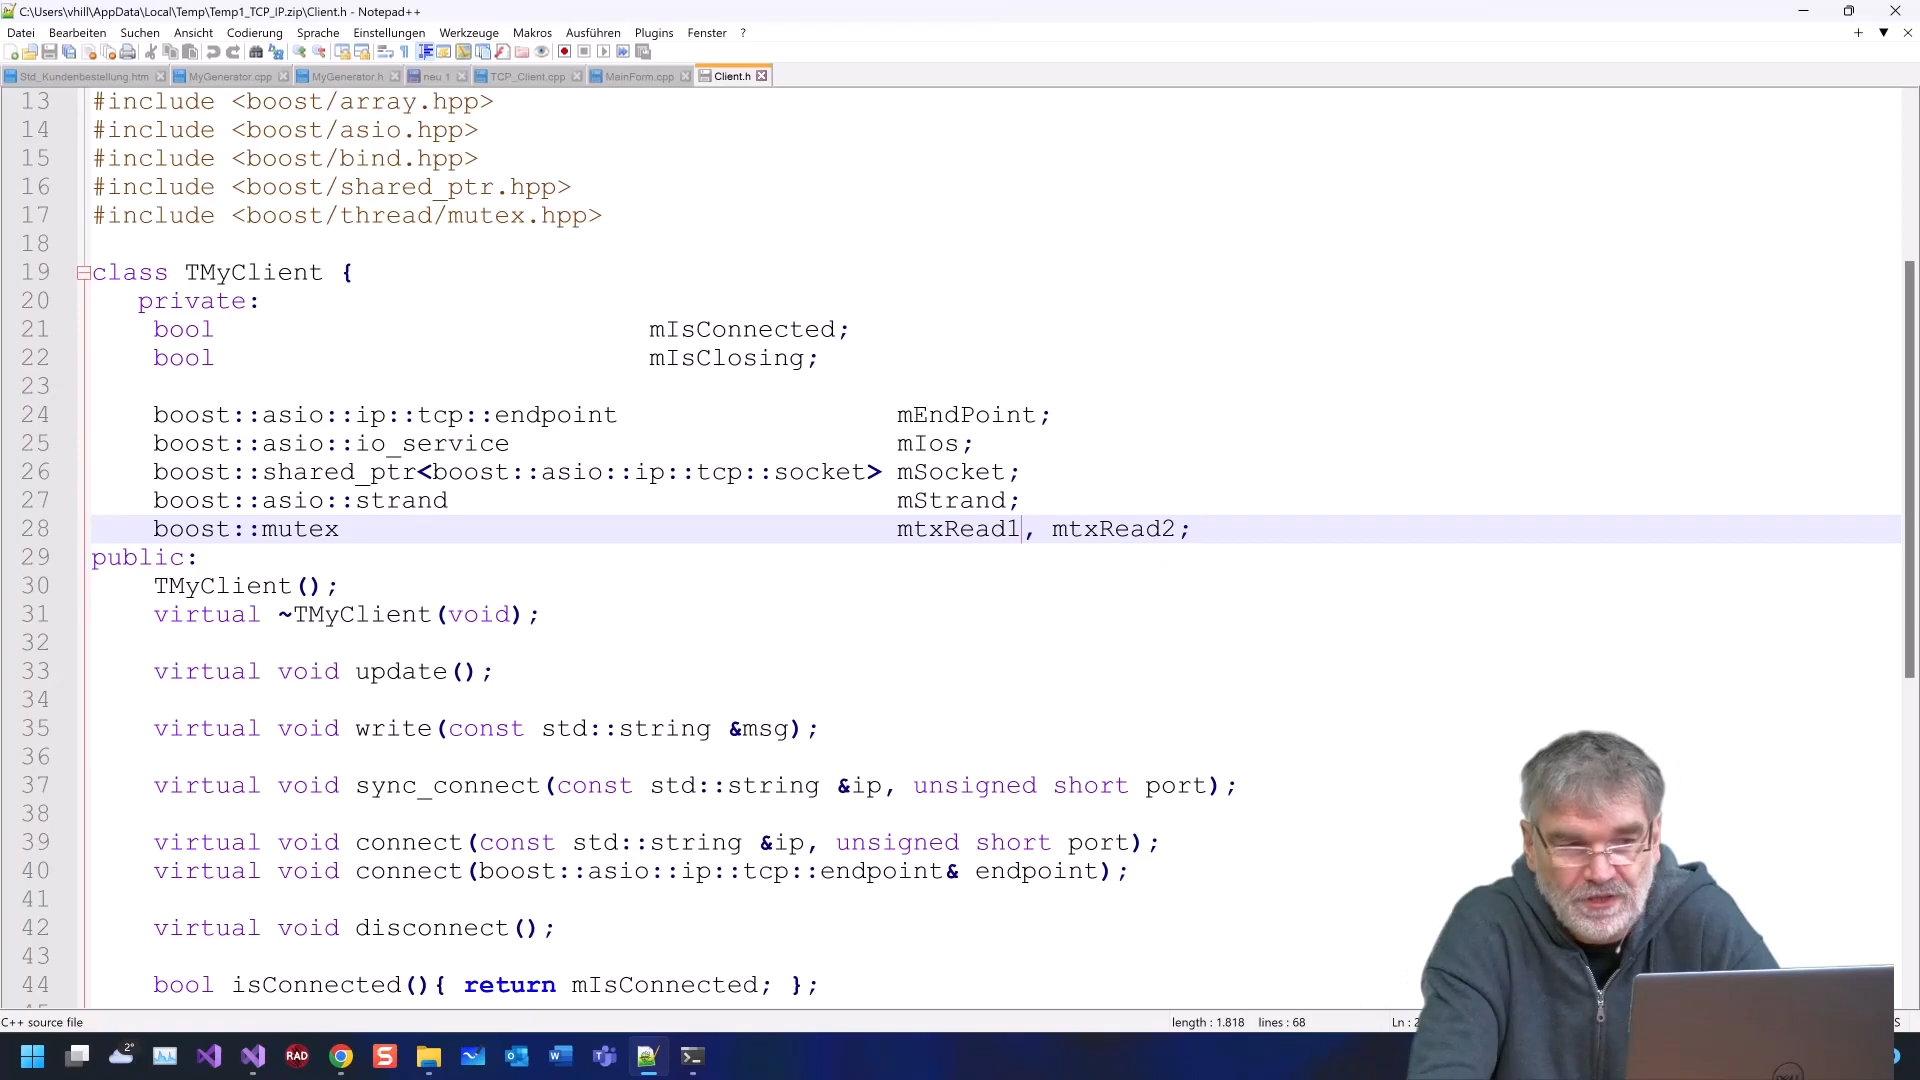 C:\Users\vhill\AppData\Local\Temp\Temp1_TCP_IP.zip\Client.h - Notepad++
Datei Bearbeiten Suchen Ansicht Codierung Sprache Einstellungen Werkzeuge Makros Ausführen Plugins Fenster ?
Std_Kundenbestellung.htm MyGenerator.cpp MyGenerator.h neu 1 TCP_Client.cpp MainForm.cpp Client.h
13 #include <boost/array.hpp>
14 #include <boost/asio.hpp>
15 #include <boost/bind.hpp>
16 #include <boost/shared_ptr.hpp>
17 #include <boost/thread/mutex.hpp>
18
19 class TMyClient {
20 private:
21 bool mIsConnected;
22 bool mIsClosing;
23
24 boost::asio::ip::tcp::endpoint mEndPoint;
25 boost::asio::io_service mIos;
26 boost::shared_ptr<boost::asio::ip::tcp::socket> mSocket;
27 boost::asio::strand mStrand;
28 boost::mutex mtxRead1, mtxRead2;
29 public:
30 TMyClient();
31 virtual ~TMyClient(void);
32
33 virtual void update();
34
35 virtual void write(const std::string &msg);
36
37 virtual void sync_connect(const std::string &ip, unsigned short port);
38
39 virtual void connect(const std::string &ip, unsigned short port);
40 virtual void connect(boost::asio::ip::tcp::endpoint& endpoint);
41
42 virtual void disconnect();
43
44 bool isConnected(){ return mIsConnected; };
C++ source file length : 1.818 lines : 68 Ln : 2
2° RAD
DELL